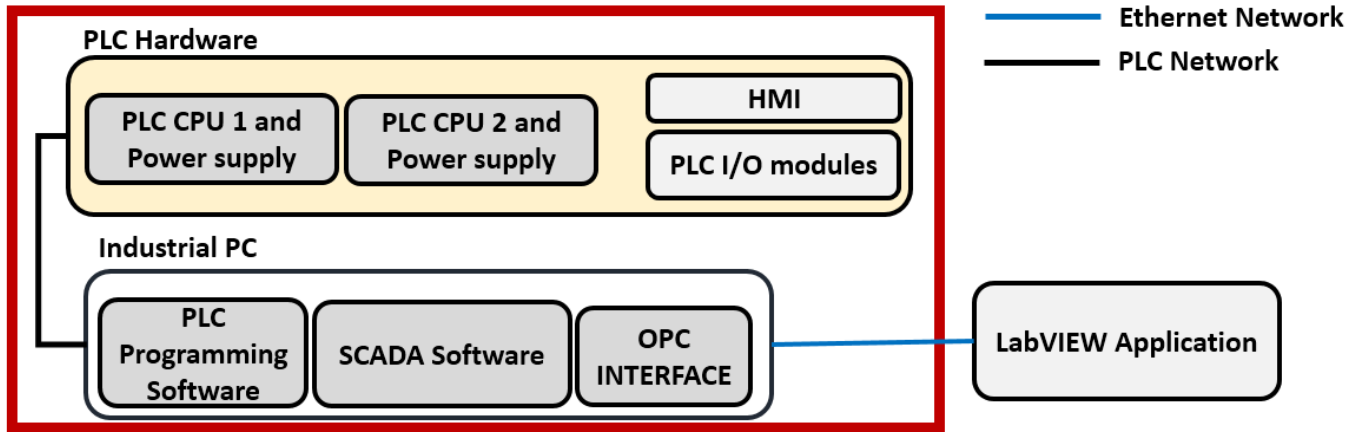 Ethernet Network
PLC Network
PLC Hardware
PLC CPU 1 and
Power supply
PLC CPU 2 and
Power supply
HMI
PLC I/O modules
Industrial PC
PLC
Programming
Software
SCADA Software
OPC
INTERFACE
LabVIEW Application